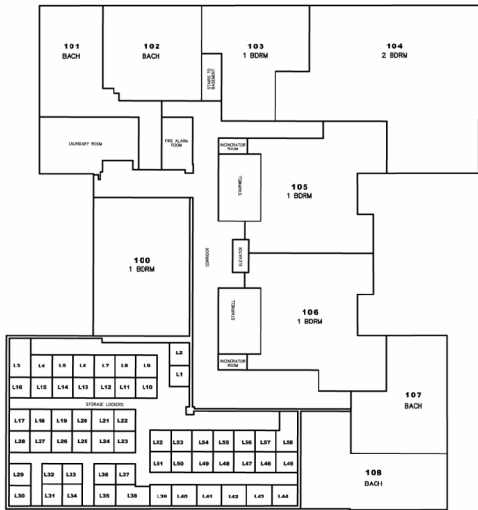 101
BACH
102
BACH
103
1 BDRM
104
2 BDRM
STAIRS TO
BASEMENT
LAUNDARY ROOM
FIRE ALARM
ROOM
INCINERATOR
ROOM
STAIRWELL
105
1 BDRM
100
1 BDRM
CORRIDOR
ELEVATOR
STAIRWELL
106
1 BDRM
INCINERATOR
ROOM
107
BACH
108
BACH
L2
L1
L3 L4 L5 L6 L7 L8 L9
L16 L15 L14 L13 L12 L11 L10
STORAGE LOCKERS
L17 L18 L19 L20 L21 L22
L28 L27 L26 L25 L24 L23
L52 L53 L54 L55 L56 L57 L58
L51 L50 L49 L48 L47 L46 L45
L29 L32 L33 L36 L37
L30 L31 L34 L35 L38 L39 L40 L41 L42 L43 L44